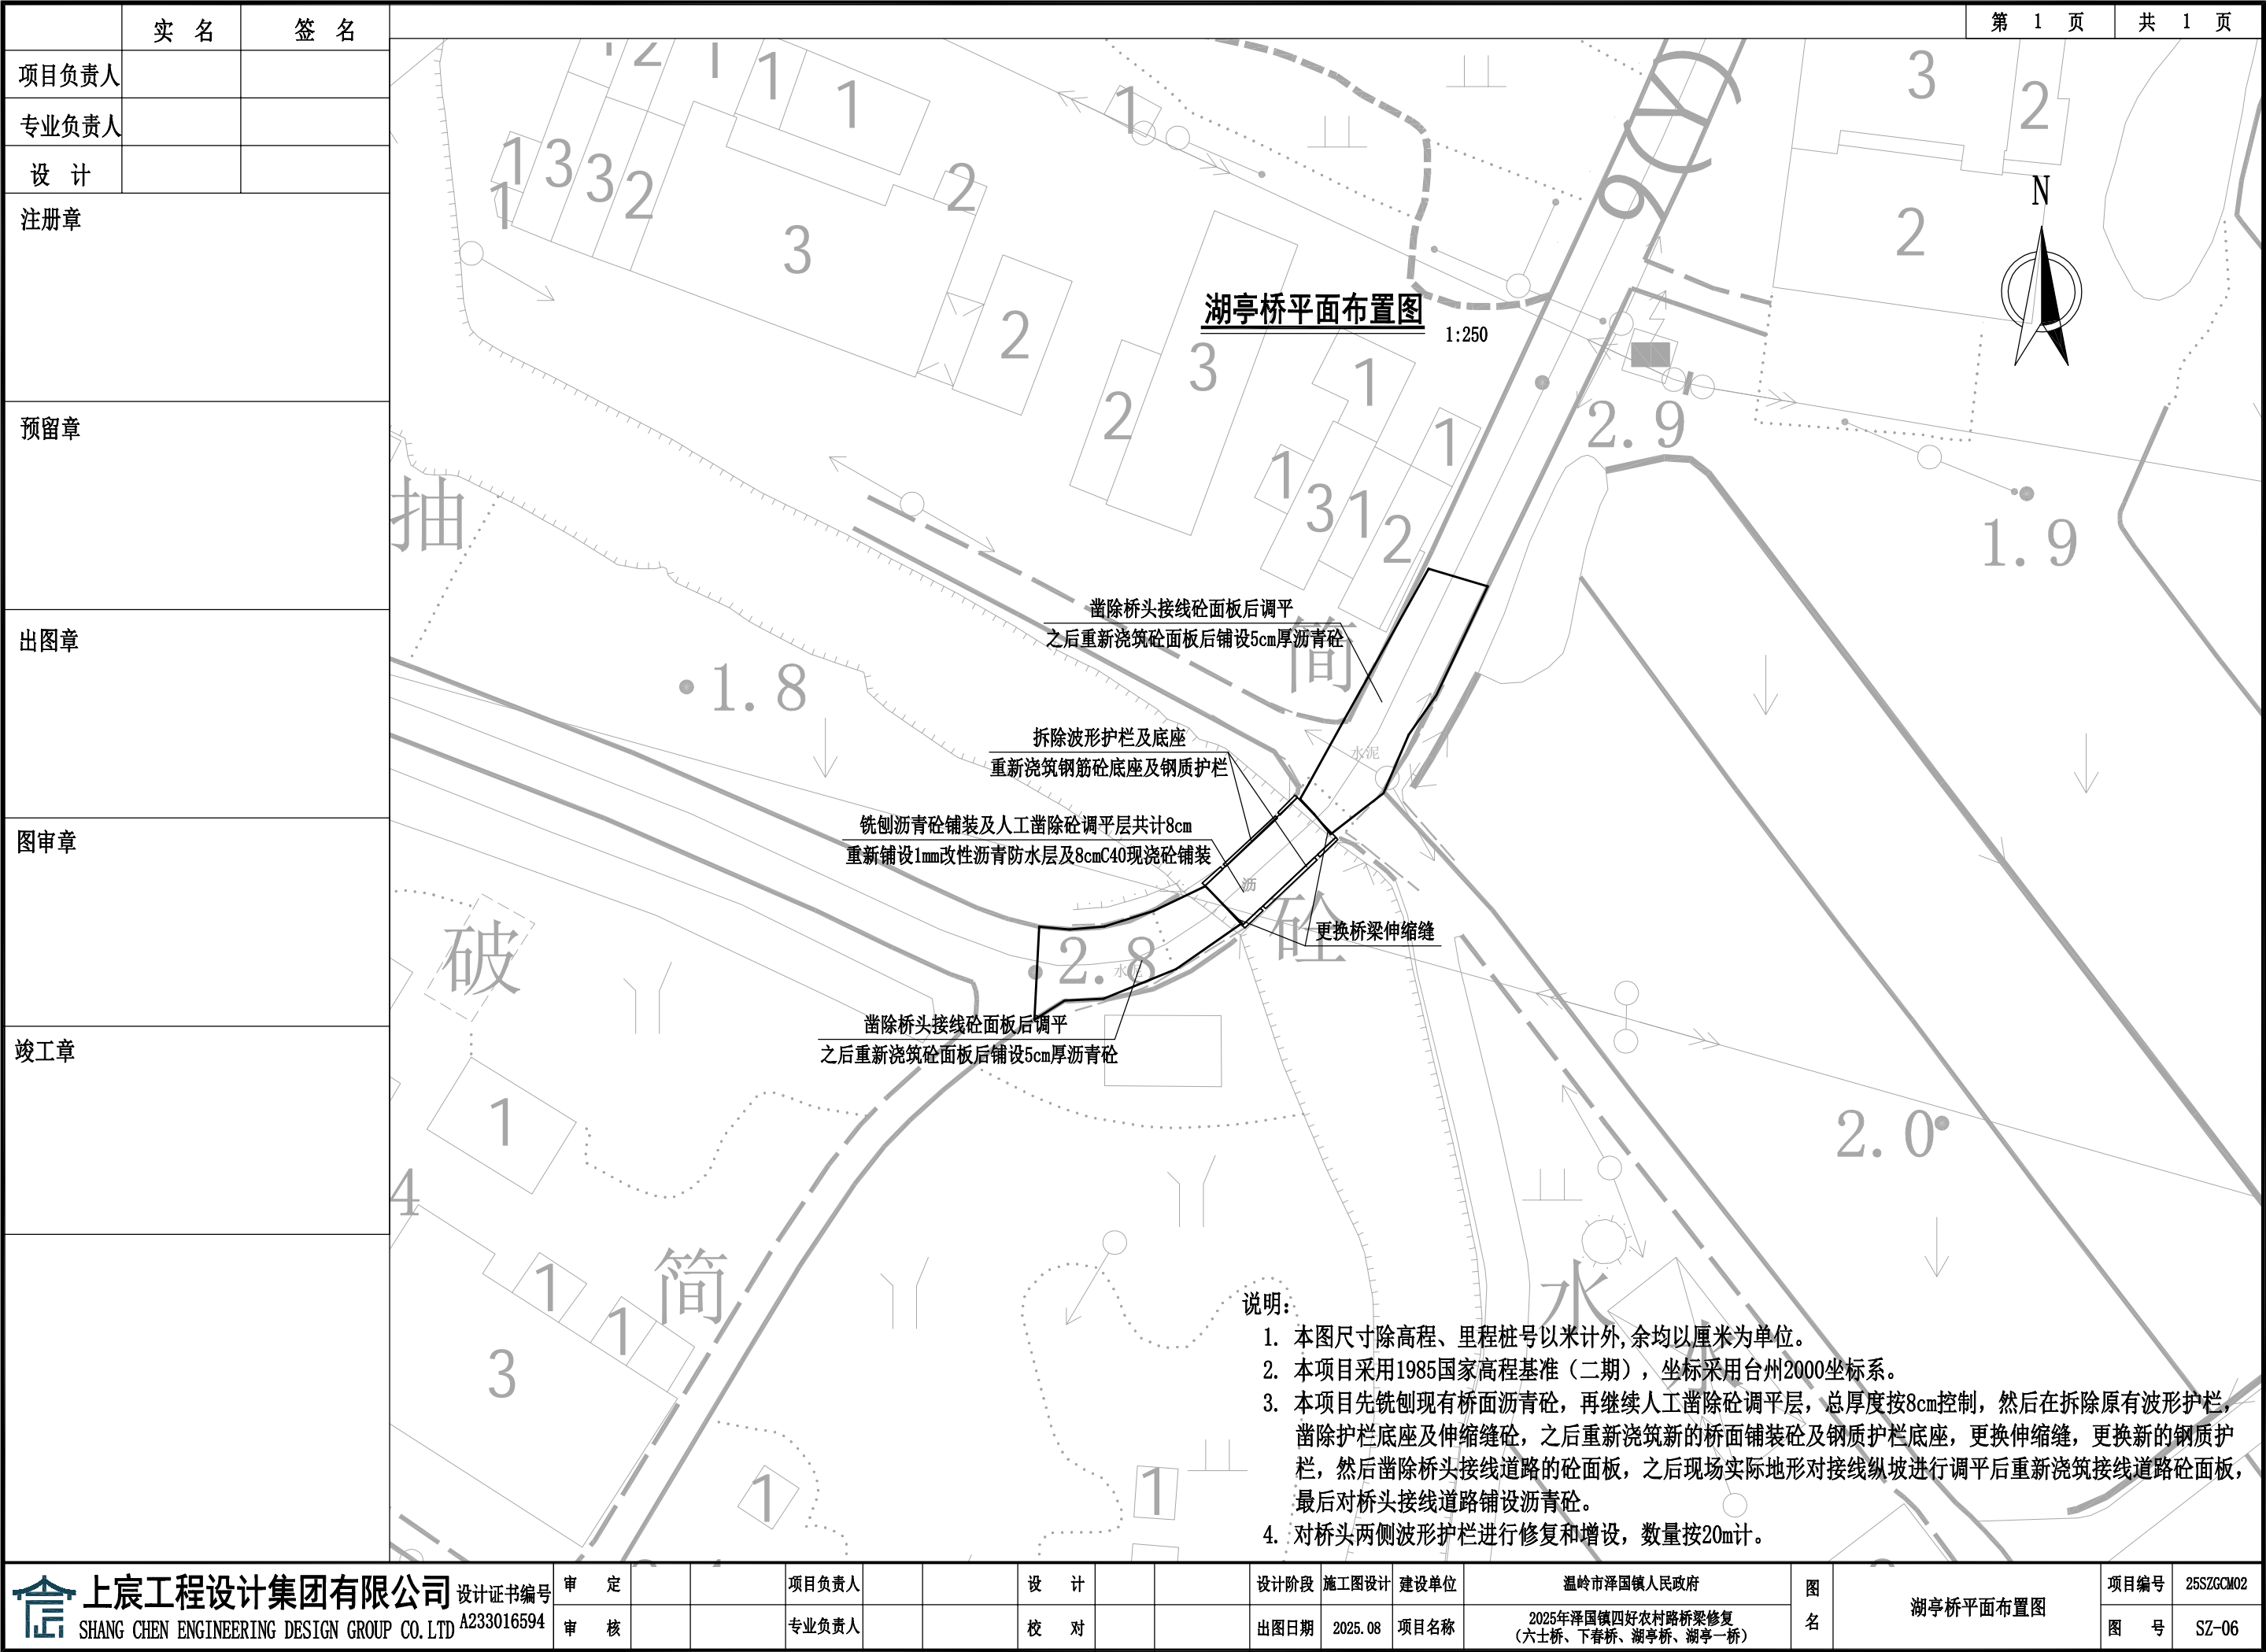 实 名
签 名
第 1 页
共 1 页
项目负责人
专业负责人
设 计
注册章
预留章
出图章
图审章
竣工章
N
湖亭桥平面布置图
1:250
2.9
1.9
1.8
2.8
2.0
抽
破
简
简
砼
水
水
水泥
水泥
沥
凿除桥头接线砼面板后调平
之后重新浇筑砼面板后铺设5cm厚沥青砼
拆除波形护栏及底座
重新浇筑钢筋砼底座及钢质护栏
铣刨沥青砼铺装及人工凿除砼调平层共计8cm
重新铺设1mm改性沥青防水层及8cmC40现浇砼铺装
更换桥梁伸缩缝
凿除桥头接线砼面板后调平
之后重新浇筑砼面板后铺设5cm厚沥青砼
说明:
1. 本图尺寸除高程、里程桩号以米计外,余均以厘米为单位。
2. 本项目采用1985国家高程基准（二期），坐标采用台州2000坐标系。
3. 本项目先铣刨现有桥面沥青砼，再继续人工凿除砼调平层，总厚度按8cm控制，然后在拆除原有波形护栏，
凿除护栏底座及伸缩缝砼，之后重新浇筑新的桥面铺装砼及钢质护栏底座，更换伸缩缝，更换新的钢质护
栏，然后凿除桥头接线道路的砼面板，之后现场实际地形对接线纵坡进行调平后重新浇筑接线道路砼面板，
最后对桥头接线道路铺设沥青砼。
4. 对桥头两侧波形护栏进行修复和增设，数量按20m计。
上宸工程设计集团有限公司
SHANG CHEN ENGINEERING DESIGN GROUP CO.LTD
设计证书编号
A233016594
审 定
审 核
项目负责人
专业负责人
设 计
校 对
设计阶段
施工图设计
出图日期
2025.08
建设单位
温岭市泽国镇人民政府
项目名称
2025年泽国镇四好农村路桥梁修复
（六士桥、下春桥、湖亭桥、湖亭一桥）
图
名
湖亭桥平面布置图
项目编号
25SZGCM02
图 号
SZ-06